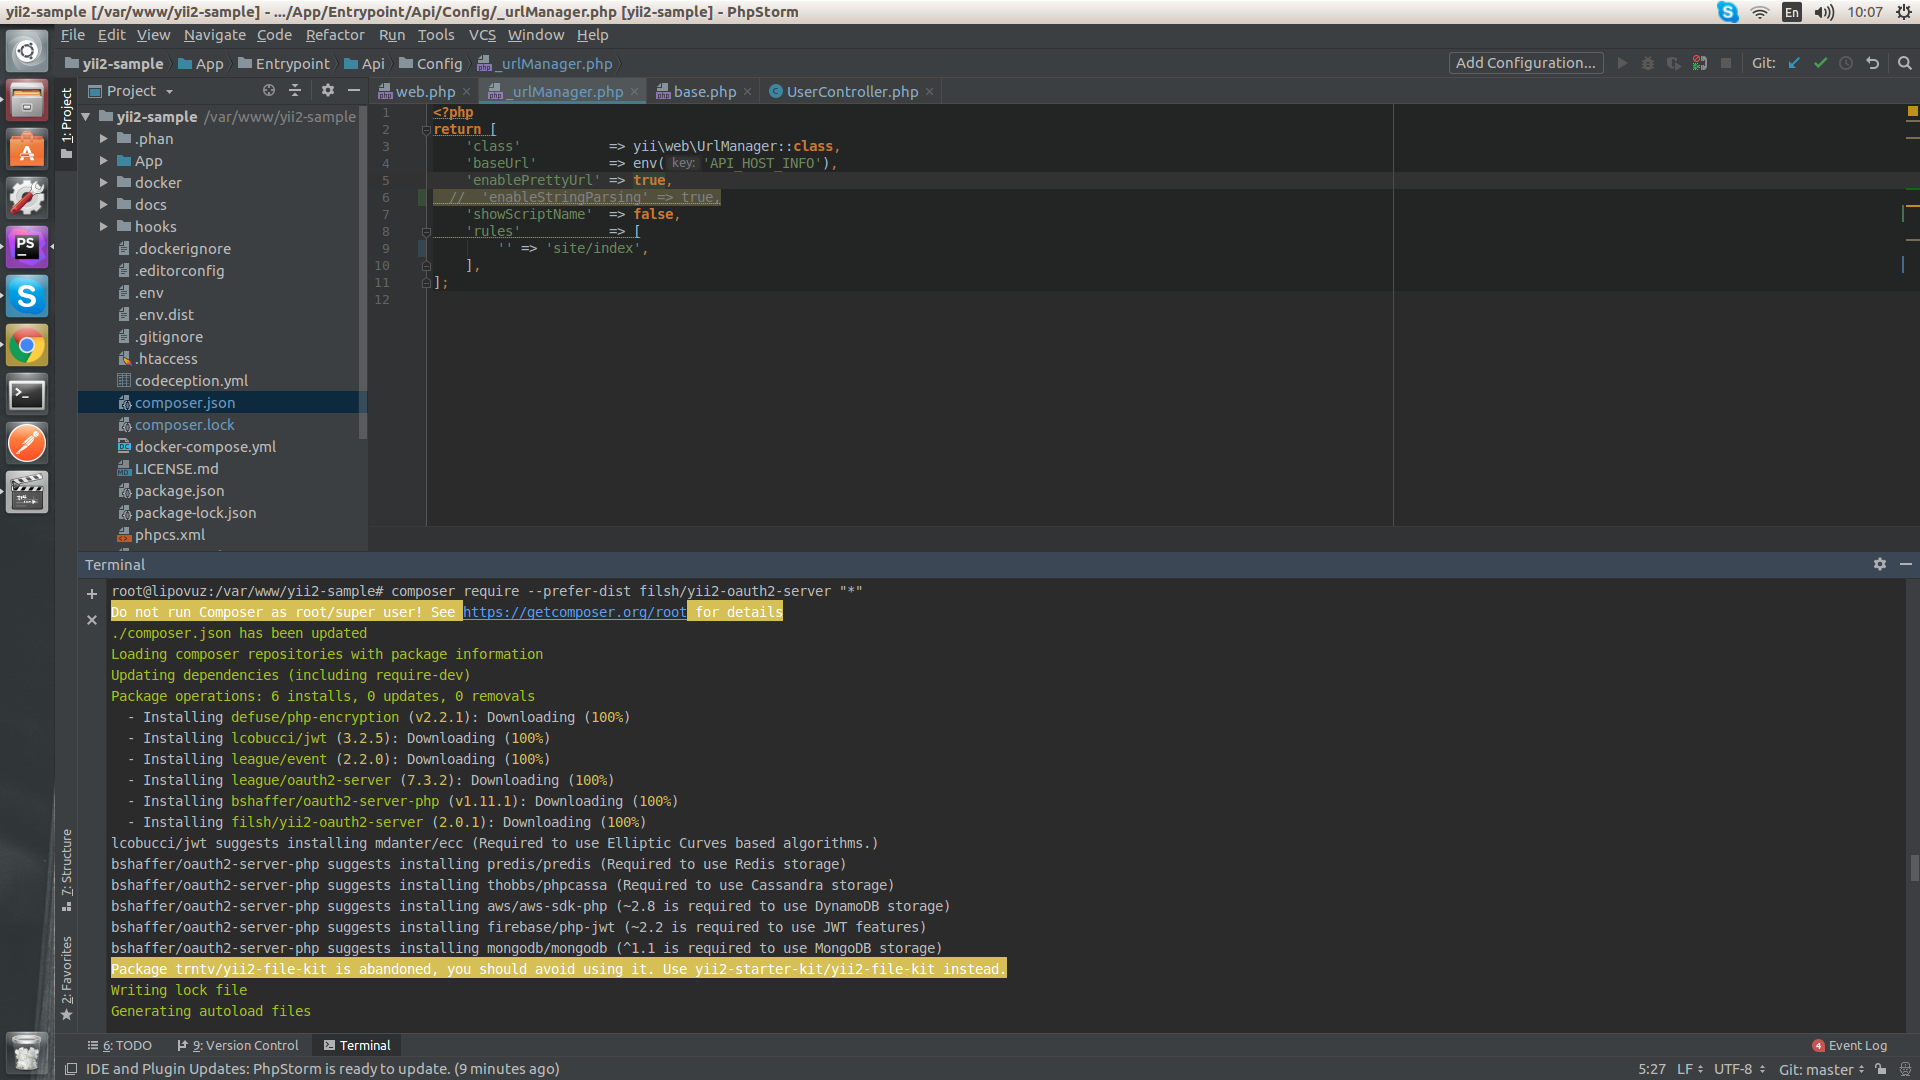 yii2-sample [/var/www/yii2-sample] - .../App/Entrypoint/Api/Config/_urlManager.php [yii2-sample] - PhpStorm
En 10:07
File Edit View Navigate Code Refactor Run Tools VCS Window Help
yii2-sample App Entrypoint Api Config _urlManager.php
Add Configuration... Git:
1: Project
Project
web.php _urlManager.php base.php UserController.php
yii2-sample /var/www/yii2-sample
.phan
App
docker
docs
hooks
.dockerignore
.editorconfig
.env
.env.dist
.gitignore
.htaccess
codeception.yml
composer.json
composer.lock
docker-compose.yml
LICENSE.md
package.json
package-lock.json
phpcs.xml
1 <?php
2 return [
3 'class' => yii\web\UrlManager::class,
4 'baseUrl' => env( key: 'API_HOST_INFO'),
5 'enablePrettyUrl' => true,
6 // 'enableStringParsing' => true,
7 'showScriptName' => false,
8 'rules' => [
9 '' => 'site/index',
10 ],
11 ];
12
Terminal
root@lipovuz:/var/www/yii2-sample# composer require --prefer-dist filsh/yii2-oauth2-server "*"
Do not run Composer as root/super user! See https://getcomposer.org/root for details
./composer.json has been updated
Loading composer repositories with package information
Updating dependencies (including require-dev)
Package operations: 6 installs, 0 updates, 0 removals
- Installing defuse/php-encryption (v2.2.1): Downloading (100%)
- Installing lcobucci/jwt (3.2.5): Downloading (100%)
- Installing league/event (2.2.0): Downloading (100%)
- Installing league/oauth2-server (7.3.2): Downloading (100%)
- Installing bshaffer/oauth2-server-php (v1.11.1): Downloading (100%)
- Installing filsh/yii2-oauth2-server (2.0.1): Downloading (100%)
lcobucci/jwt suggests installing mdanter/ecc (Required to use Elliptic Curves based algorithms.)
bshaffer/oauth2-server-php suggests installing predis/predis (Required to use Redis storage)
bshaffer/oauth2-server-php suggests installing thobbs/phpcassa (Required to use Cassandra storage)
bshaffer/oauth2-server-php suggests installing aws/aws-sdk-php (~2.8 is required to use DynamoDB storage)
bshaffer/oauth2-server-php suggests installing firebase/php-jwt (~2.2 is required to use JWT features)
bshaffer/oauth2-server-php suggests installing mongodb/mongodb (^1.1 is required to use MongoDB storage)
Package trntv/yii2-file-kit is abandoned, you should avoid using it. Use yii2-starter-kit/yii2-file-kit instead.
Writing lock file
Generating autoload files
7: Structure
2: Favorites
6: TODO 9: Version Control Terminal 4 Event Log
IDE and Plugin Updates: PhpStorm is ready to update. (9 minutes ago) 5:27 LF UTF-8 Git: master